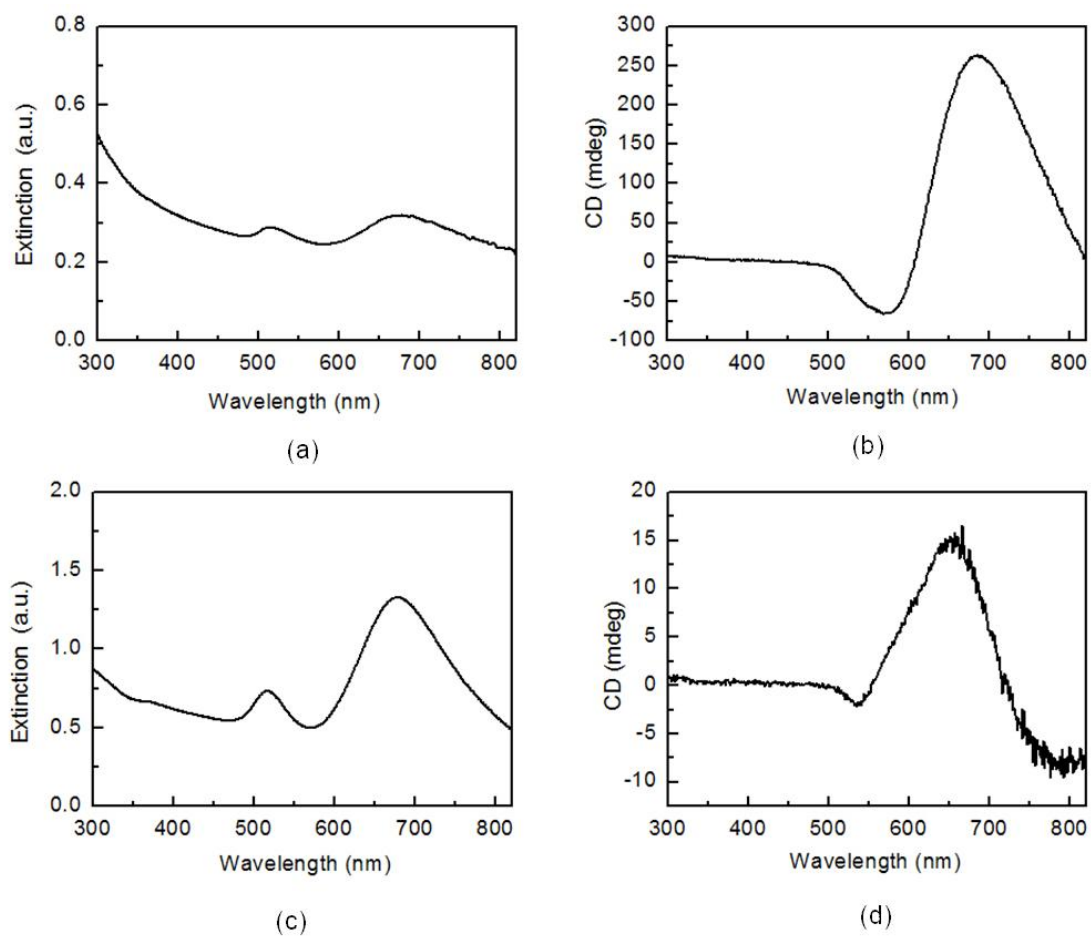 0.8
0.6
0.4
0.2
0.0
Extinction (a.u.)
300 400 500 600 700 800
Wavelength (nm)
(a)
300
250
200
150
100
50
0
-50
-100
CD (mdeg)
300 400 500 600 700 800
Wavelength (nm)
(b)
2.0
1.5
1.0
0.5
0.0
Extinction (a.u.)
300 400 500 600 700 800
Wavelength (nm)
(c)
20
15
10
5
0
-5
-10
CD (mdeg)
300 400 500 600 700 800
Wavelength (nm)
(d)